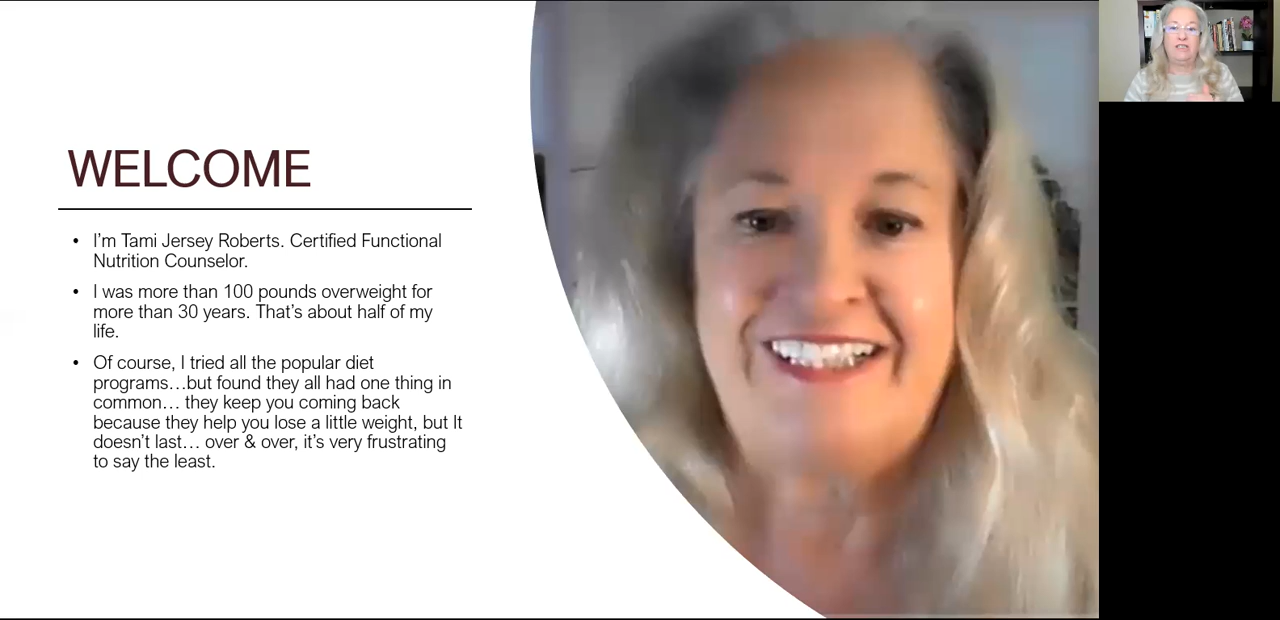 WELCOME
• I'm Tami Jersey Roberts. Certified Functional
Nutrition Counselor.
• I was more than 100 pounds overweight for
more than 30 years. That's about half of my
life.
• Of course, I tried all the popular diet
programs…but found they all had one thing in
common… they keep you coming back
because they help you lose a little weight, but It
doesn't last… over & over, it's very frustrating
to say the least.